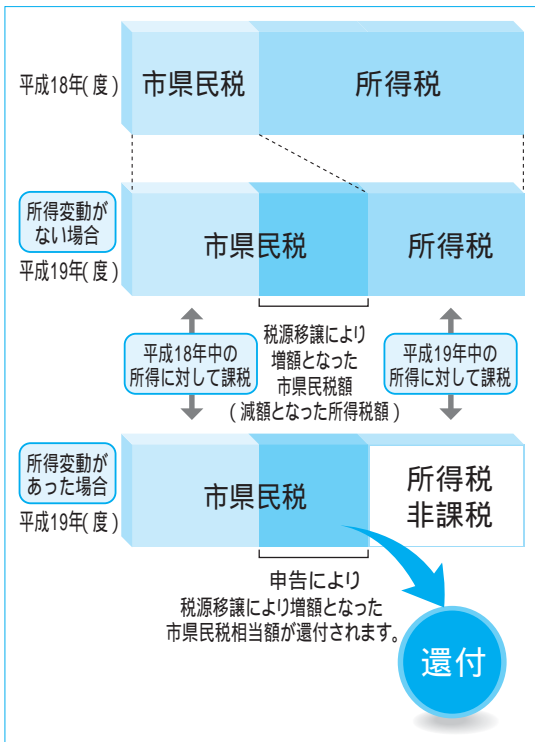 平成18年(度)
市県民税
所得税
所得変動が
ない場合
平成19年(度)
市県民税
所得税
平成18年中の
所得に対して課税
税源移譲により
増額となった
市県民税額
(減額となった所得税額)
平成19年中の
所得に対して課税
所得変動が
あった場合
平成19年(度)
市県民税
所得税
非課税
申告により
税源移譲により増額となった
市県民税相当額が還付されます。
還付